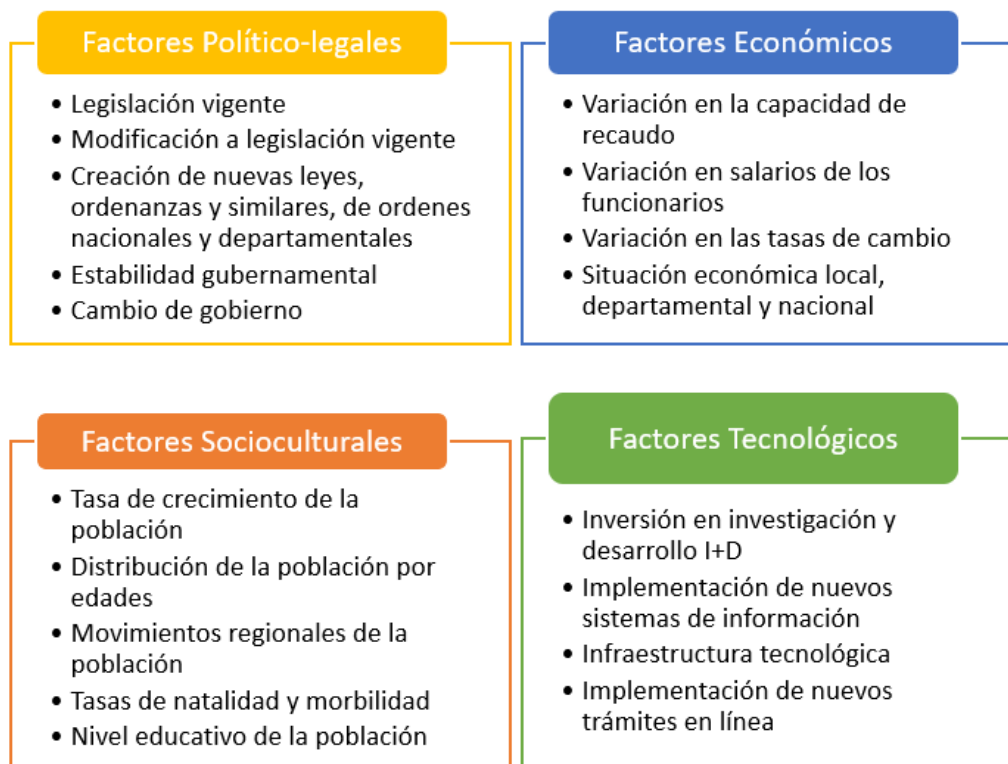 Factores Político-legales
• Legislación vigente
• Modificación a legislación vigente
• Creación de nuevas leyes,
ordenanzas y similares, de ordenes
nacionales y departamentales
• Estabilidad gubernamental
• Cambio de gobierno
Factores Económicos
• Variación en la capacidad de
recaudo
• Variación en salarios de los
funcionarios
• Variación en las tasas de cambio
• Situación económica local,
departamental y nacional
Factores Socioculturales
• Tasa de crecimiento de la
población
• Distribución de la población por
edades
• Movimientos regionales de la
población
• Tasas de natalidad y morbilidad
• Nivel educativo de la población
Factores Tecnológicos
• Inversión en investigación y
desarrollo I+D
• Implementación de nuevos
sistemas de información
• Infraestructura tecnológica
• Implementación de nuevos
trámites en línea